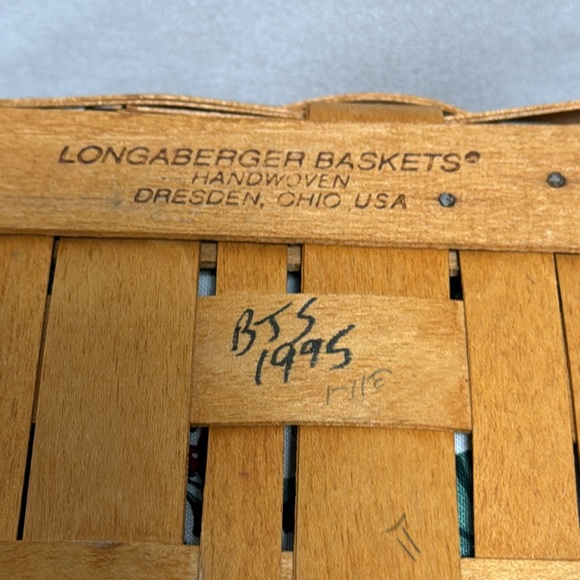 LONGABERGER BASKETS®
HANDWOVEN
DRESDEN, OHIO USA
BJS
1995